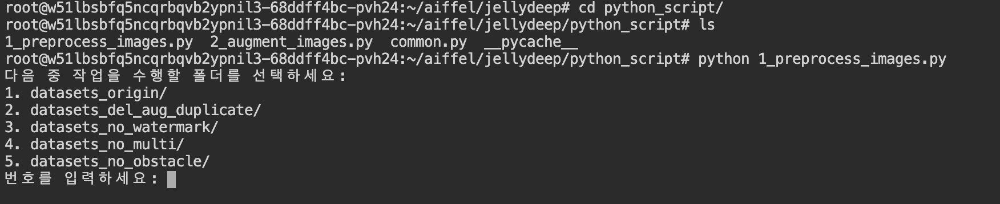 root@w51lbsbfq5ncqrbqvb2ypnil3-68ddff4bc-pvh24:~/aiffel/jellydeep# cd python_script/
root@w51lbsbfq5ncqrbqvb2ypnil3-68ddff4bc-pvh24:~/aiffel/jellydeep/python_script# ls
1_preprocess_images.py  2_augment_images.py  common.py  __pycache__
root@w51lbsbfq5ncqrbqvb2ypnil3-68ddff4bc-pvh24:~/aiffel/jellydeep/python_script# python 1_preprocess_images.py
다음 중 작업을 수행할 폴더를 선택하세요:
1. datasets_origin/
2. datasets_del_aug_duplicate/
3. datasets_no_watermark/
4. datasets_no_multi/
5. datasets_no_obstacle/
번호를 입력하세요: